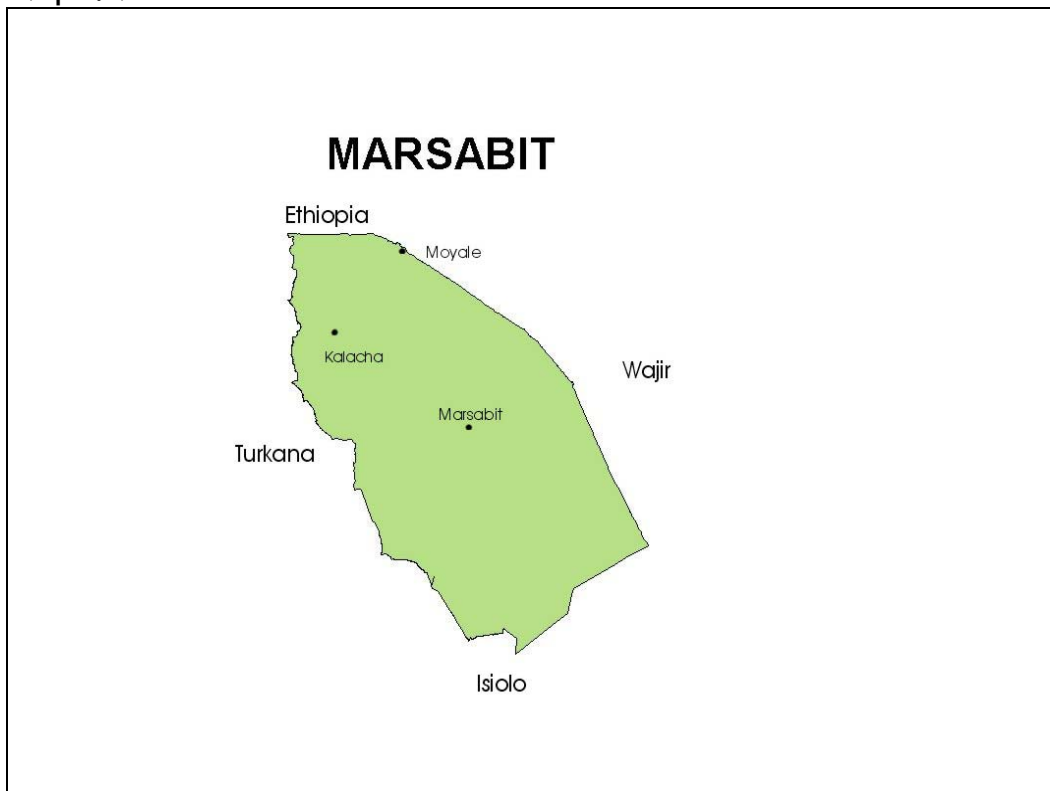 MARSABIT
Ethiopia
Moyale
Kalacha
Wajir
Marsabit
Turkana
Isiolo